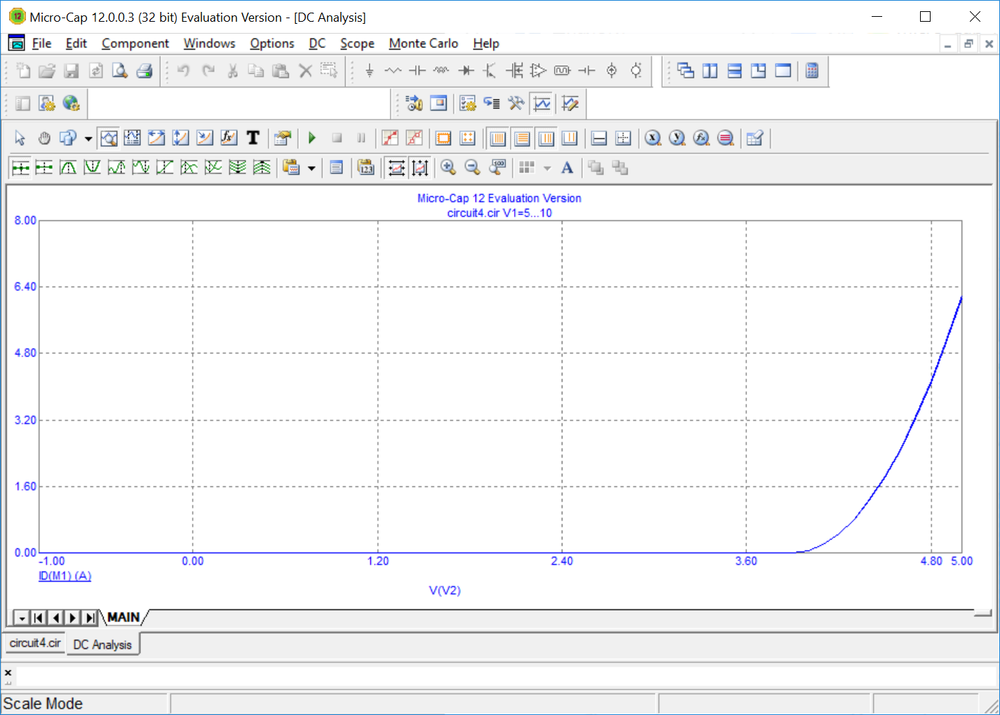 Micro-Cap 12.0.0.3 (32 bit) Evaluation Version - [DC Analysis]
File Edit Component Windows Options DC Scope Monte Carlo Help
Micro-Cap 12 Evaluation Version
circuit4.cir V1=5...10
8.00
6.40
4.80
3.20
1.60
0.00
-1.00 0.00 1.20 2.40 3.60 4.80 5.00
ID(M1) (A)
V(V2)
MAIN
circuit4.cir DC Analysis
Scale Mode